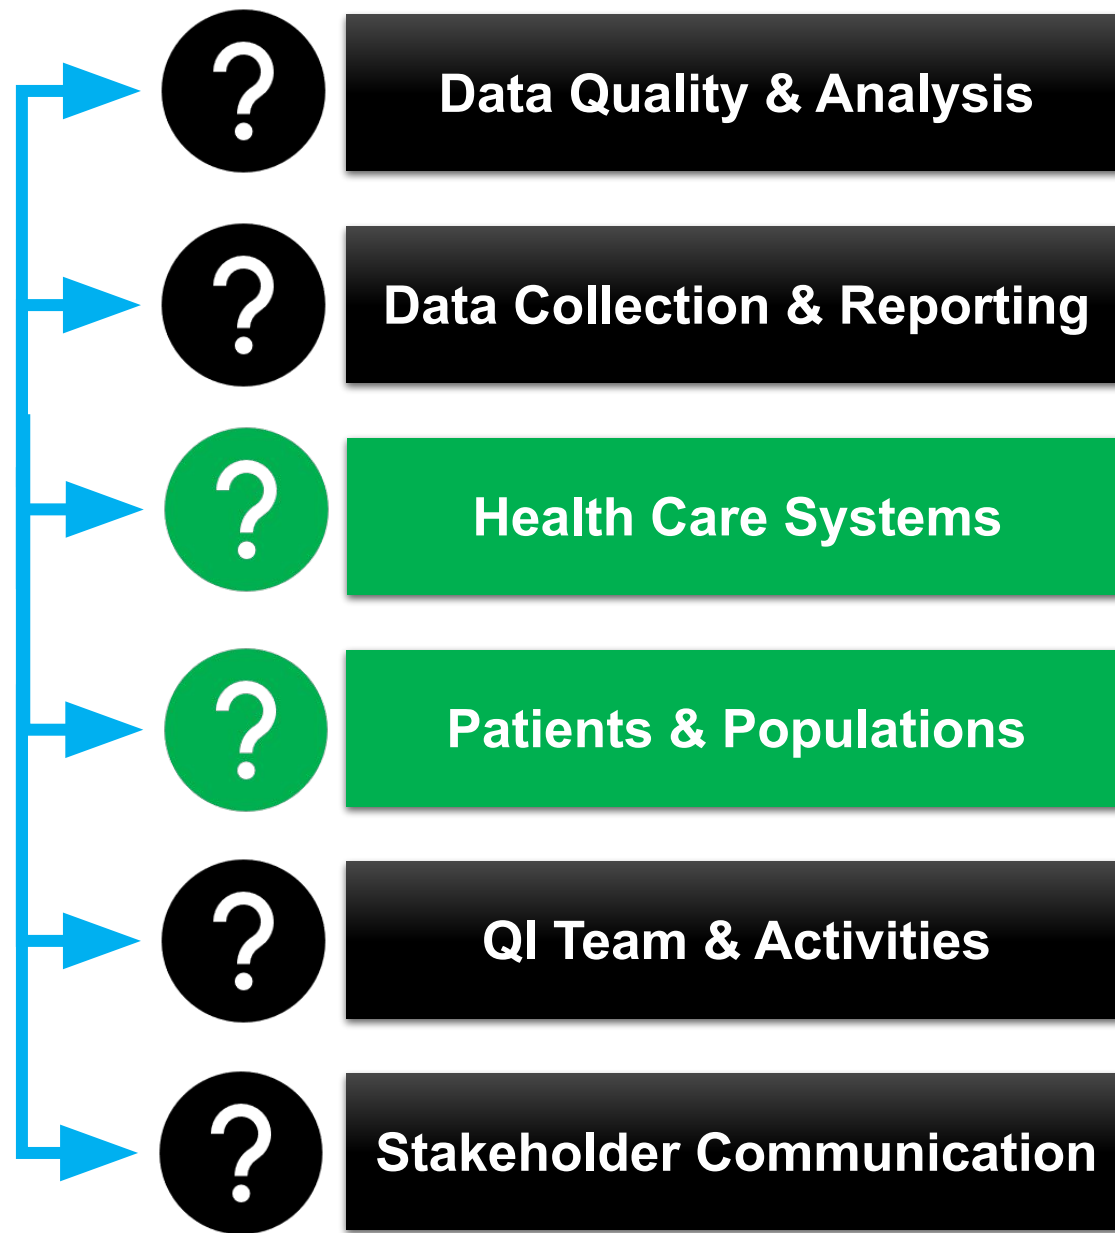 ? Data Quality & Analysis
? Data Collection & Reporting
? Health Care Systems
? Patients & Populations
? QI Team & Activities
? Stakeholder Communication